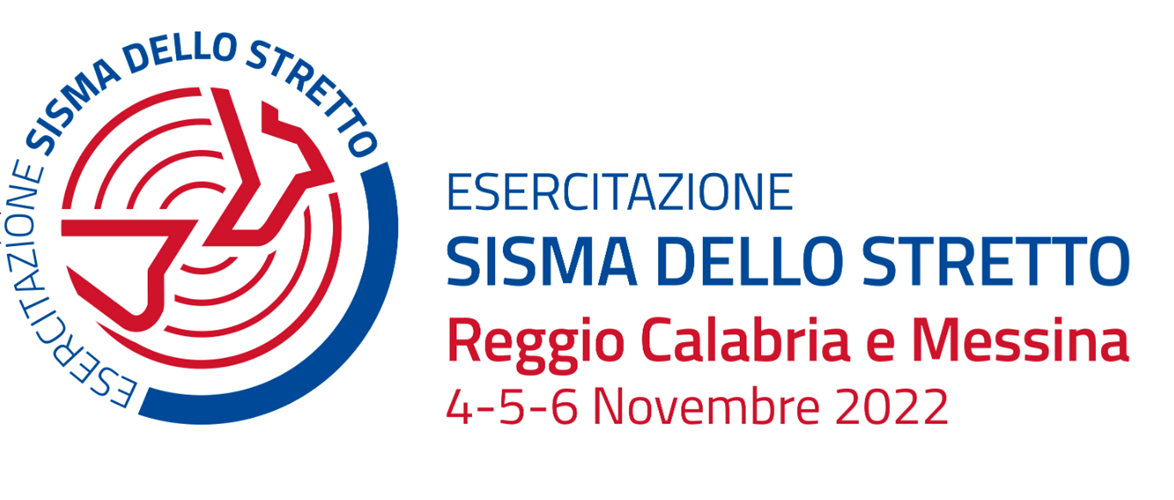 ESERCITAZIONE SISMA DELLO STRETTO
ESERCITAZIONE
SISMA DELLO STRETTO
Reggio Calabria e Messina
4-5-6 Novembre 2022